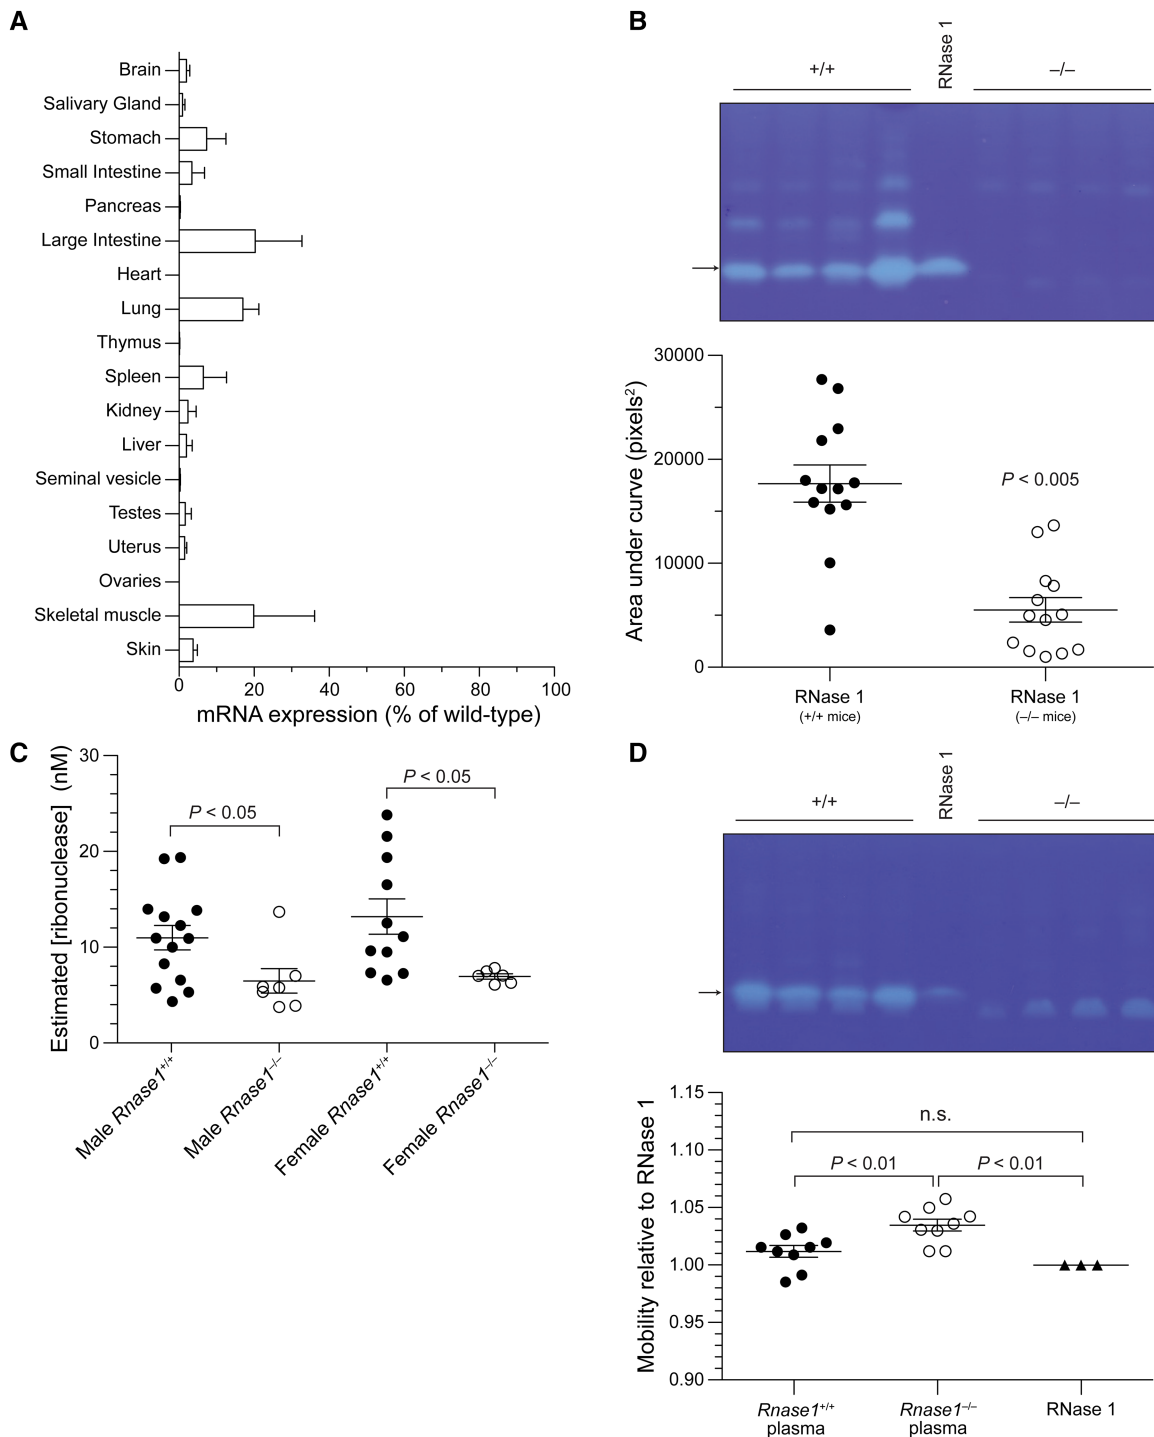 A
Brain
Salivary Gland
Stomach
Small Intestine
Pancreas
Large Intestine
Heart
Lung
Thymus
Spleen
Kidney
Liver
Seminal vesicle
Testes
Uterus
Ovaries
Skeletal muscle
Skin
0 20 40 60 80 100
mRNA expression (% of wild-type)
B
+/+
RNase 1
–/–
30000
20000
10000
0
Area under curve (pixels²)
P < 0.005
RNase 1
(+/+ mice)
RNase 1
(–/– mice)
C
30
20
10
0
Estimated [ribonuclease] (nM)
P < 0.05
P < 0.05
Male Rnase1+/+
Male Rnase1–/–
Female Rnase1+/+
Female Rnase1–/–
D
+/+
RNase 1
–/–
1.15
1.10
1.05
1.00
0.95
0.90
Mobility relative to RNase 1
n.s.
P < 0.01
P < 0.01
Rnase1+/+
plasma
Rnase1–/–
plasma
RNase 1